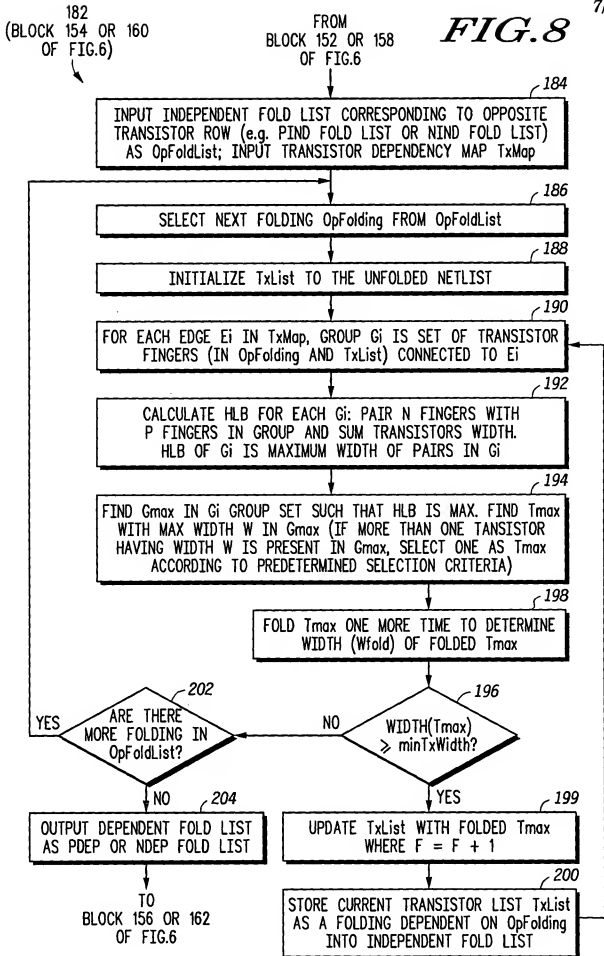 182
(BLOCK 154 OR 160
OF FIG.6)
FROM
BLOCK 152 OR 158
OF FIG.6
FIG.8
7/
184
INPUT INDEPENDENT FOLD LIST CORRESPONDING TO OPPOSITE
TRANSISTOR ROW (e.g. PIND FOLD LIST OR NIND FOLD LIST)
AS OpFoldList; INPUT TRANSISTOR DEPENDENCY MAP TxMap
186
SELECT NEXT FOLDING OpFolding FROM OpFoldList
188
INITIALIZE TxList TO THE UNFOLDED NETLIST
190
FOR EACH EDGE Ei IN TxMap, GROUP Gi IS SET OF TRANSISTOR
FINGERS (IN OpFolding AND TxList) CONNECTED TO Ei
192
CALCULATE HLB FOR EACH Gi: PAIR N FINGERS WITH
P FINGERS IN GROUP AND SUM TRANSISTORS WIDTH.
HLB OF Gi IS MAXIMUM WIDTH OF PAIRS IN Gi
194
FIND Gmax IN Gi GROUP SET SUCH THAT HLB IS MAX. FIND Tmax
WITH MAX WIDTH W IN Gmax (IF MORE THAN ONE TANSISTOR
HAVING WIDTH W IS PRESENT IN Gmax, SELECT ONE AS Tmax
ACCORDING TO PREDETERMINED SELECTION CRITERIA)
198
FOLD Tmax ONE MORE TIME TO DETERMINE
WIDTH (Wfold) OF FOLDED Tmax
196
WIDTH(Tmax)
⩾ minTxWidth?
NO
YES
202
ARE THERE
MORE FOLDING IN
OpFoldList?
YES
NO
204
OUTPUT DEPENDENT FOLD LIST
AS PDEP OR NDEP FOLD LIST
TO
BLOCK 156 OR 162
OF FIG.6
199
UPDATE TxList WITH FOLDED Tmax
WHERE F = F + 1
200
STORE CURRENT TRANSISTOR LIST TxList
AS A FOLDING DEPENDENT ON OpFolding
INTO INDEPENDENT FOLD LIST